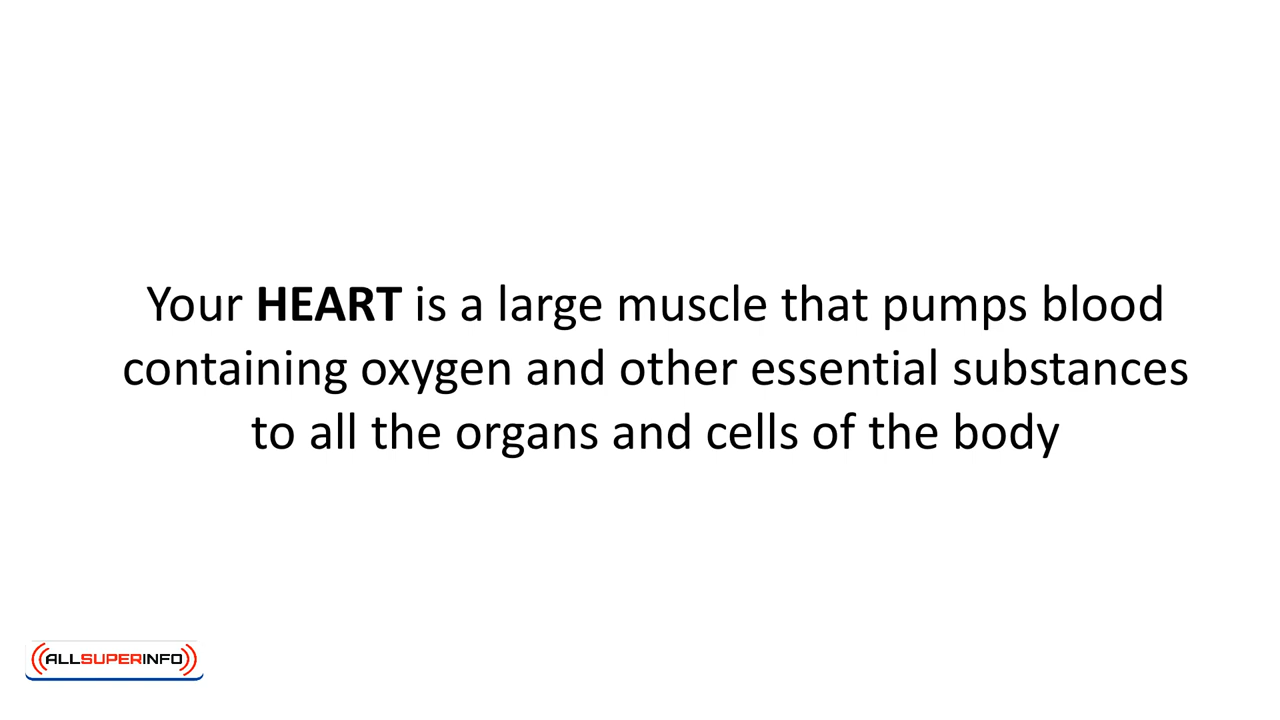 Your HEART is a large muscle that pumps blood
containing oxygen and other essential substances
to all the organs and cells of the body
ALLSUPERINFO